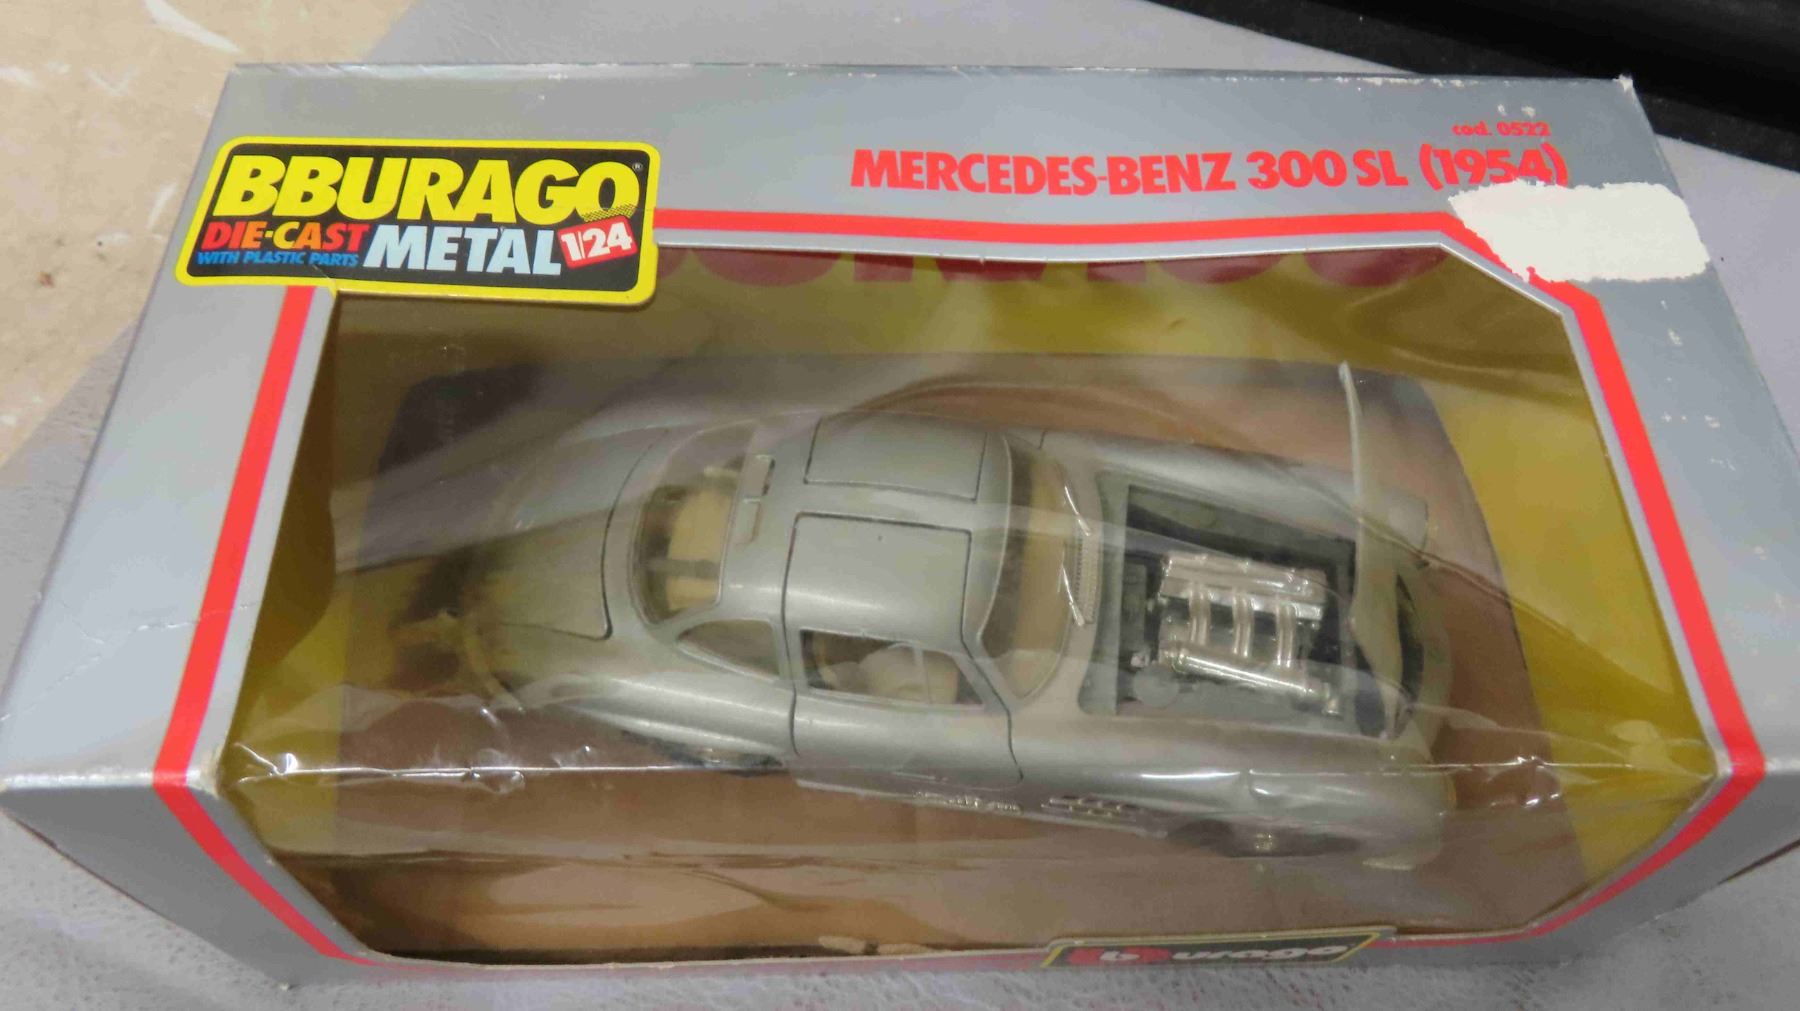 cod. 0522
MERCEDES-BENZ 300 SL (1954)
BBURAGO®
DIE-CAST METAL 1/24
WITH PLASTIC PARTS
burago